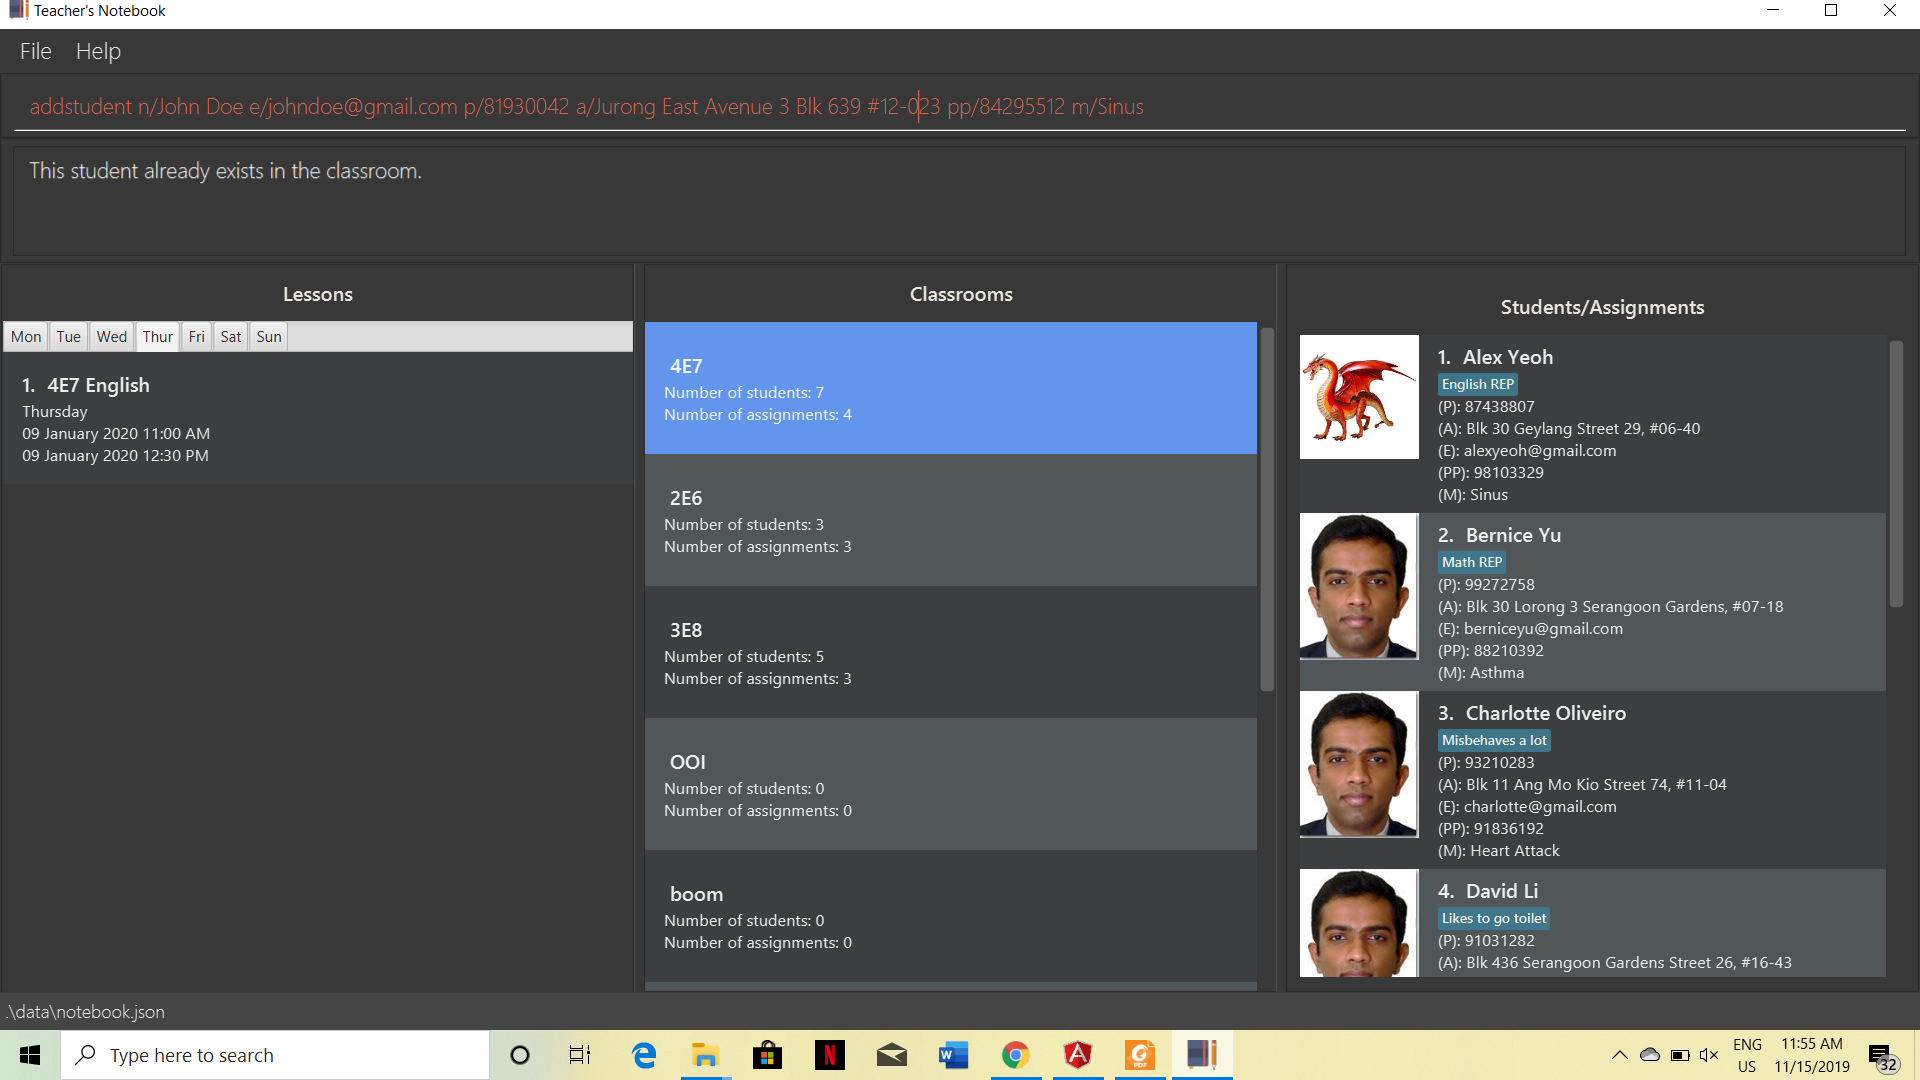 Teacher's Notebook
File Help
addstudent n/John Doe e/johndoe@gmail.com p/81930042 a/Jurong East Avenue 3 Blk 639 #12-023 pp/84295512 m/Sinus
This student already exists in the classroom.
Lessons
Mon Tue Wed Thur Fri Sat Sun
1. 4E7 English
Thursday
09 January 2020 11:00 AM
09 January 2020 12:30 PM
Classrooms
4E7
Number of students: 7
Number of assignments: 4
2E6
Number of students: 3
Number of assignments: 3
3E8
Number of students: 5
Number of assignments: 3
OOI
Number of students: 0
Number of assignments: 0
boom
Number of students: 0
Number of assignments: 0
Students/Assignments
1. Alex Yeoh
English REP
(P): 87438807
(A): Blk 30 Geylang Street 29, #06-40
(E): alexyeoh@gmail.com
(PP): 98103329
(M): Sinus
2. Bernice Yu
Math REP
(P): 99272758
(A): Blk 30 Lorong 3 Serangoon Gardens, #07-18
(E): berniceyu@gmail.com
(PP): 88210392
(M): Asthma
3. Charlotte Oliveiro
Misbehaves a lot
(P): 93210283
(A): Blk 11 Ang Mo Kio Street 74, #11-04
(E): charlotte@gmail.com
(PP): 91836192
(M): Heart Attack
4. David Li
Likes to go toilet
(P): 91031282
(A): Blk 436 Serangoon Gardens Street 26, #16-43
.\data\notebook.json
Type here to search
N
W
PDF
ENG
US
11:55 AM
11/15/2019
32